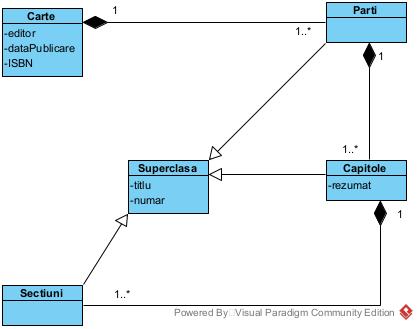 Carte
-editor
-dataPublicare
-ISBN
1
Parti
1..*
1
1..*
Superclasa
-titlu
-numar
Capitole
-rezumat
1
Sectiuni
1..*
Powered By Visual Paradigm Community Edition